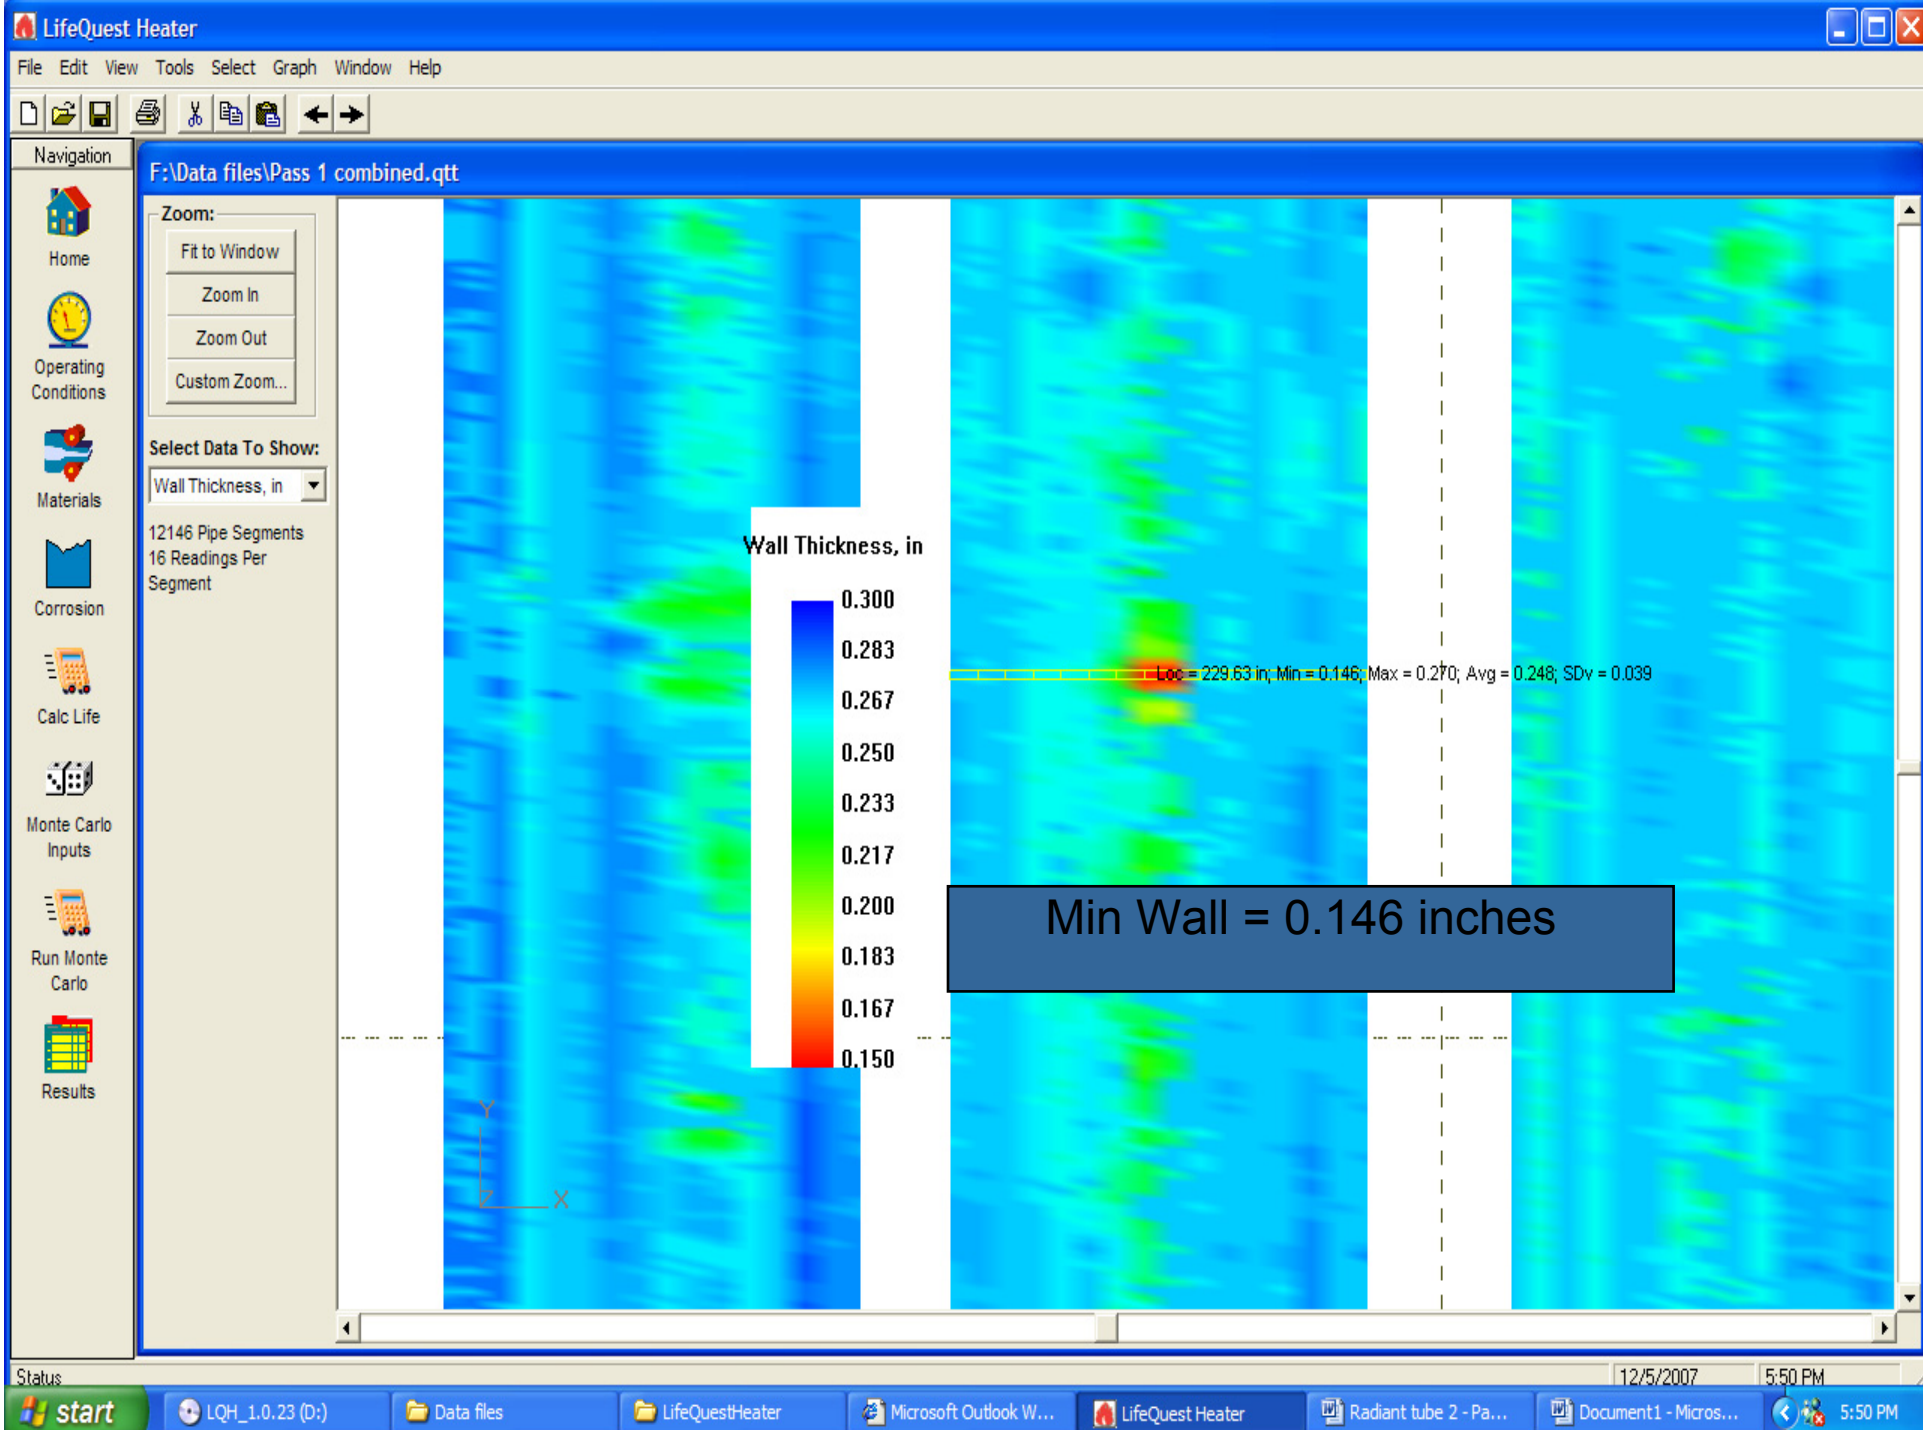 LifeQuest Heater
File Edit View Tools Select Graph Window Help
Navigation
Home
Operating
Conditions
Materials
Corrosion
Calc Life
Monte Carlo
Inputs
Run Monte
Carlo
Results
F:\Data files\Pass 1 combined.qtt
Zoom:
Fit to Window
Zoom In
Zoom Out
Custom Zoom...
Select Data To Show:
Wall Thickness, in
12146 Pipe Segments
16 Readings Per
Segment
Wall Thickness, in
0.300
0.283
0.267
0.250
0.233
0.217
0.200
0.183
0.167
0.150
Loc = 229.63 in; Min = 0.146; Max = 0.270; Avg = 0.248; SDv = 0.039
Min Wall = 0.146 inches
Y
Z X
Status 12/5/2007 5:50 PM
start LQH_1.0.23 (D:) Data files LifeQuestHeater Microsoft Outlook W... LifeQuest Heater Radiant tube 2 - Pa... Document1 - Micros... 5:50 PM